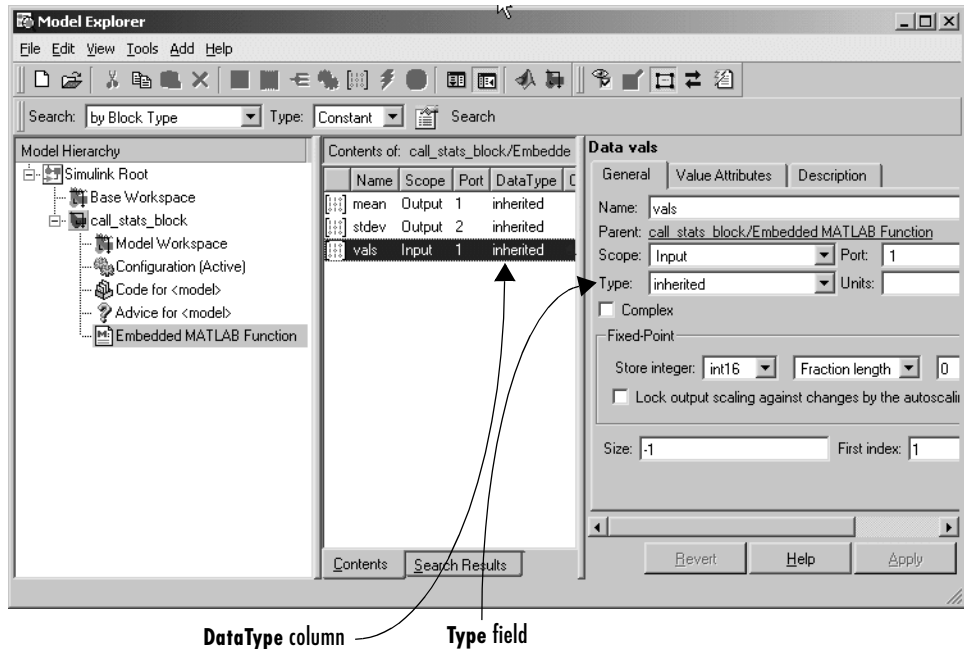 Model Explorer
File Edit View Tools Add Help
Search: by Block Type Type: Constant Search
Model Hierarchy
Simulink Root
Base Workspace
call_stats_block
Model Workspace
Configuration (Active)
Code for <model>
Advice for <model>
Embedded MATLAB Function
Contents of: call_stats_block/Embedde
Name Scope Port DataType C
mean Output 1 inherited
stdev Output 2 inherited
vals Input 1 inherited
Contents Search Results
Data vals
General Value Attributes Description
Name: vals
Parent: call_stats_block/Embedded MATLAB Function
Scope: Input Port: 1
Type: inherited Units:
Complex
Fixed-Point
Store integer: int16 Fraction length 0
Lock output scaling against changes by the autoscalin
Size: -1 First index: 1
Revert Help Apply
DataType column Type field